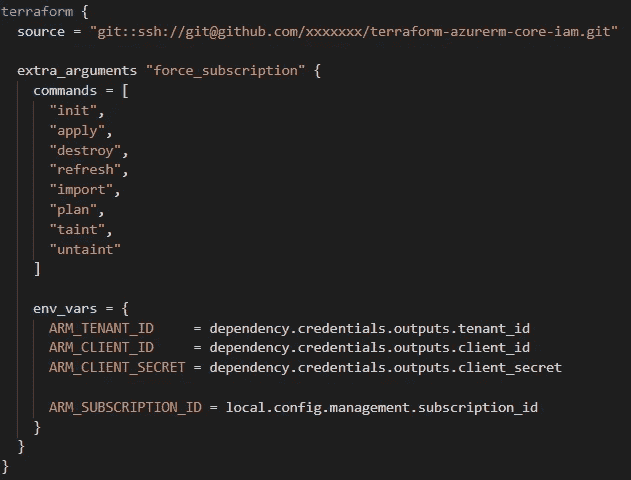 terraform {
  source = "git::ssh://git@github.com/xxxxxxx/terraform-azurerm-core-iam.git"
  extra_arguments "force_subscription" {
    commands = [
      "init",
      "apply",
      "destroy",
      "refresh",
      "import",
      "plan",
      "taint",
      "untaint"
    ]
    env_vars = {
      ARM_TENANT_ID     = dependency.credentials.outputs.tenant_id
      ARM_CLIENT_ID     = dependency.credentials.outputs.client_id
      ARM_CLIENT_SECRET = dependency.credentials.outputs.client_secret
      ARM_SUBSCRIPTION_ID = local.config.management.subscription_id
    }
  }
}